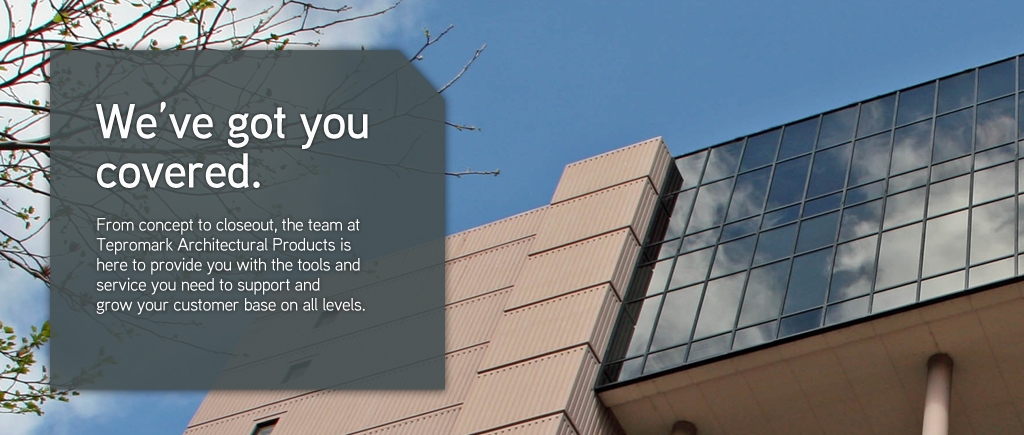 We've got you
covered.
From concept to closeout, the team at
Tepromark Architectural Products is
here to provide you with the tools and
service you need to support and
grow your customer base on all levels.